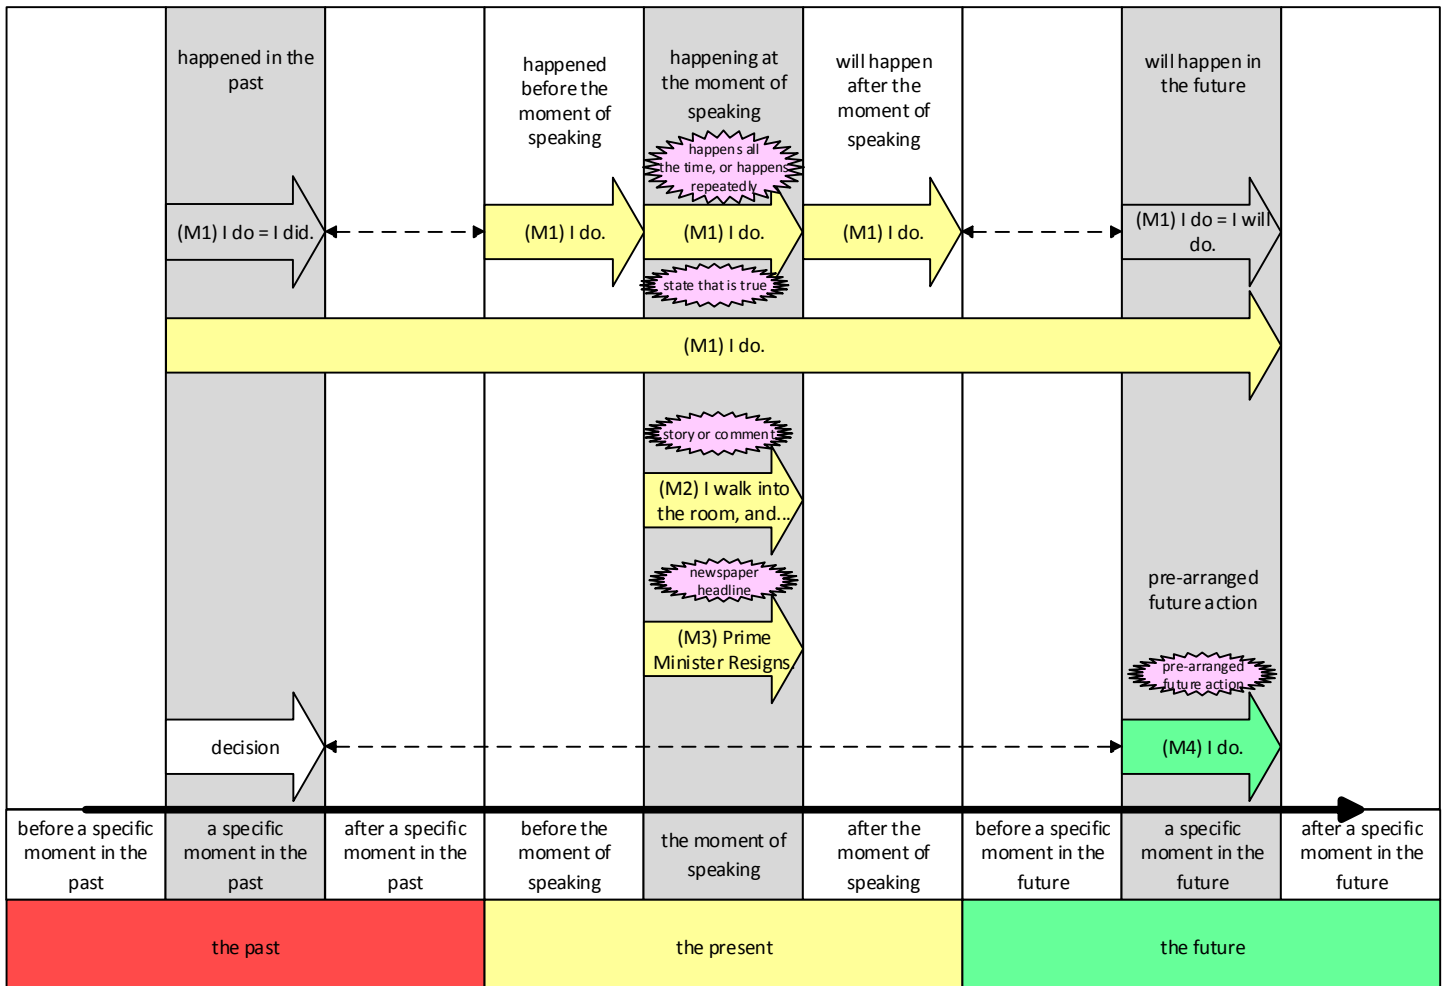 happened in the
past
happened
before the
moment of
speaking
happening at
the moment of
speaking
will happen
after the
moment of
speaking
will happen in
the future
happens all
the time, or happens
repeatedly
(M1) I do = I did.
(M1) I do.
(M1) I do.
(M1) I do.
(M1) I do = I will
do.
state that is true
(M1) I do.
story or comment
(M2) I walk into
the room, and...
newspaper
headline
(M3) Prime
Minister Resigns.
pre-arranged
future action
pre-arranged
future action
decision
(M4) I do.
before a specific
moment in the
past
a specific
moment in the
past
after a specific
moment in the
past
before the
moment of
speaking
the moment of
speaking
after the
moment of
speaking
before a specific
moment in the
future
a specific
moment in the
future
after a specific
moment in the
future
the past
the present
the future